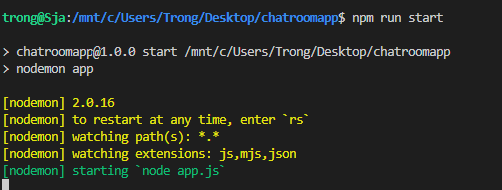 trong@Sja:/mnt/c/Users/Trong/Desktop/chatroomapp$ npm run start
> chatroomapp@1.0.0 start /mnt/c/Users/Trong/Desktop/chatroomapp
> nodemon app
[nodemon] 2.0.16
[nodemon] to restart at any time, enter `rs`
[nodemon] watching path(s): *.*
[nodemon] watching extensions: js,mjs,json
[nodemon] starting `node app.js`